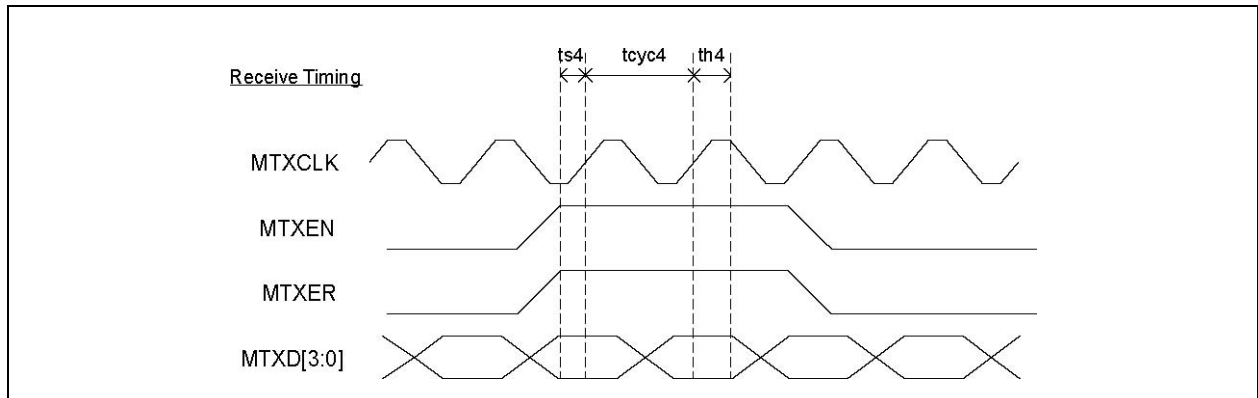 ts4 tcyc4 th4
Receive Timing
MTXCLK
MTXEN
MTXER
MTXD[3:0]